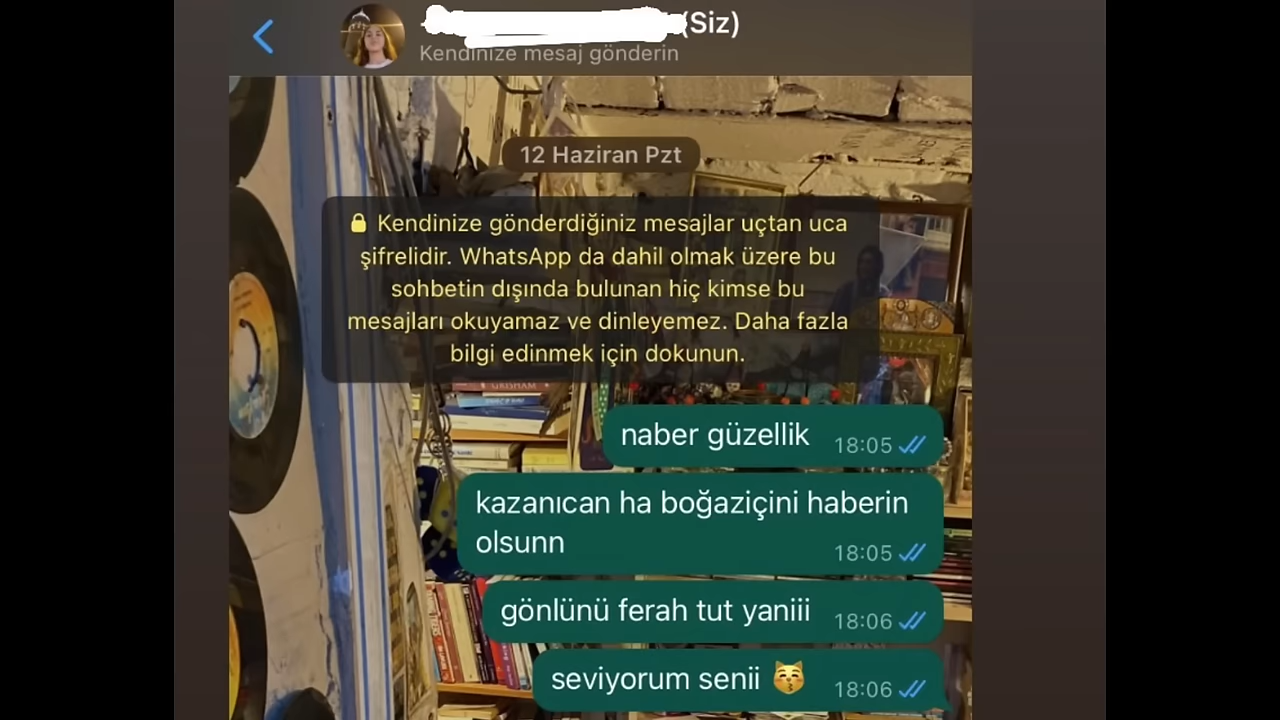 (Siz)
Kendinize mesaj gönderin
12 Haziran Pzt
Kendinize gönderdiğiniz mesajlar uçtan uca
şifrelidir. WhatsApp da dahil olmak üzere bu
sohbetin dışında bulunan hiç kimse bu
mesajları okuyamaz ve dinleyemez. Daha fazla
bilgi edinmek için dokunun.
GRISHAM
naber güzellik 18:05
kazanıcan ha boğaziçini haberin
olsunn 18:05
gönlünü ferah tut yaniii 18:06
seviyorum senii 😽 18:06